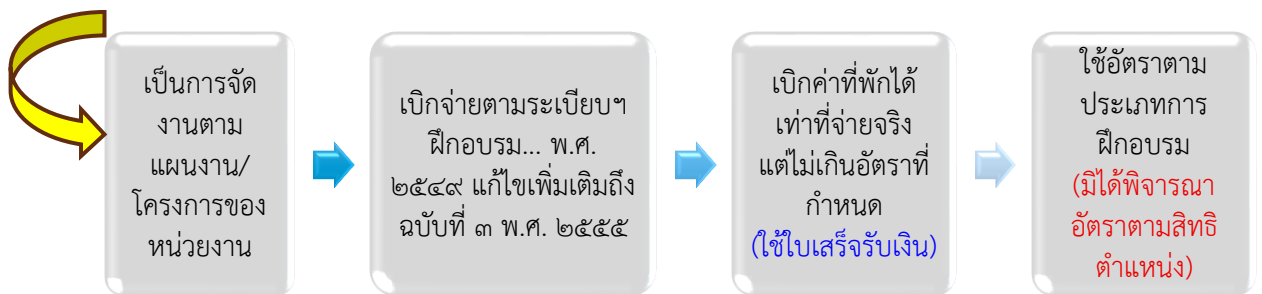 เป็นการจัด
งานตาม
แผนงาน/
โครงการของ
หน่วยงาน
เบิกจ่ายตามระเบียบฯ
ฝึกอบรม... พ.ศ.
๒๕๔๙ แก้ไขเพิ่มเติมถึง
ฉบับที่ ๓ พ.ศ. ๒๕๕๕
เบิกค่าที่พักได้
เท่าที่จ่ายจริง
แต่ไม่เกินอัตราที่
กำหนด
(ใช้ใบเสร็จรับเงิน)
ใช้อัตราตาม
ประเภทการ
ฝึกอบรม
(มิได้พิจารณา
อัตราตามสิทธิ
ตำแหน่ง)